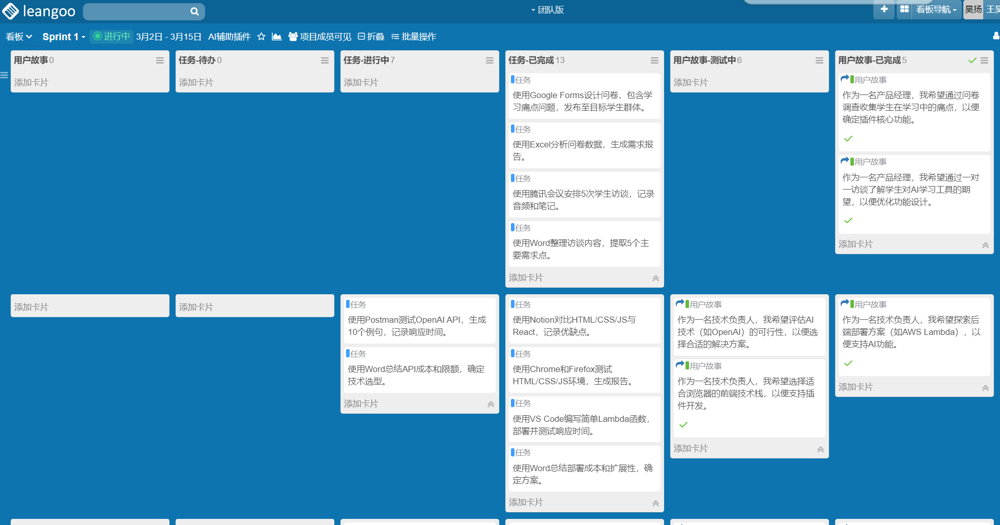 leangoo
团队版
看板导航
昊扬
王昊
看板 Sprint 1 进行中 3月2日 - 3月15日 AI辅助插件 项目成员可见 折叠 批量操作
用户故事 0
添加卡片
任务-待办 0
添加卡片
任务-进行中 7
添加卡片
任务-已完成 13
任务
使用Google Forms设计问卷，包含学
习痛点问题，发布至目标学生群体。
任务
使用Excel分析问卷数据，生成需求报
告。
任务
使用腾讯会议安排5次学生访谈，记录
音频和笔记。
任务
使用Word整理访谈内容，提取5个主
要需求点。
添加卡片
用户故事-测试中 6
添加卡片
用户故事-已完成 5
用户故事
作为一名产品经理，我希望通过问卷
调查收集学生在学习中的痛点，以便
确定插件核心功能。
用户故事
作为一名产品经理，我希望通过一对
一访谈了解学生对AI学习工具的期
望，以便优化功能设计。
添加卡片
添加卡片
添加卡片
任务
使用Postman测试OpenAI API，生成
10个例句，记录响应时间。
任务
使用Word总结API成本和限额，确定
技术选型。
添加卡片
任务
使用Notion对比HTML/CSS/JS与
React，记录优缺点。
任务
使用Chrome和Firefox测试
HTML/CSS/JS环境，生成报告。
任务
使用VS Code编写简单Lambda函数，
部署并测试响应时间。
任务
使用Word总结部署成本和扩展性，确
定方案。
添加卡片
用户故事
作为一名技术负责人，我希望评估AI
技术（如OpenAI）的可行性，以便选
择合适的解决方案。
用户故事
作为一名技术负责人，我希望选择适
合浏览器的前端技术栈，以便支持插
件开发。
添加卡片
用户故事
作为一名技术负责人，我希望探索后
端部署方案（如AWS Lambda），以
便支持AI功能。
添加卡片